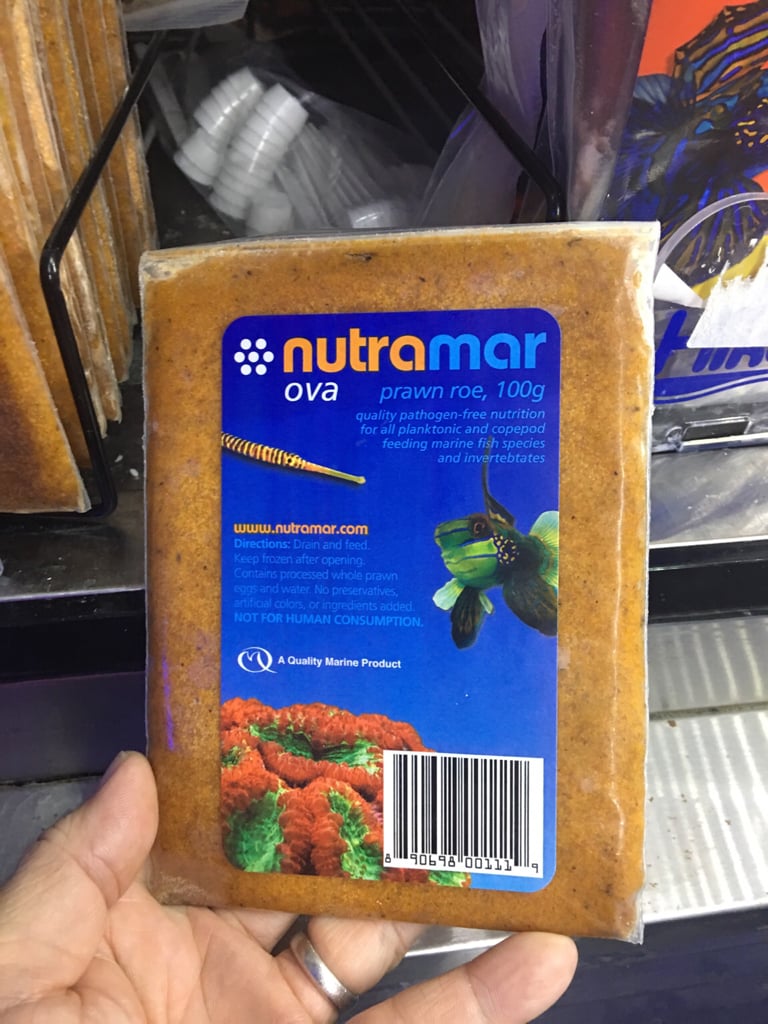 nutramar
ova
prawn roe, 100g
quality pathogen-free nutrition
for all planktonic and copepod
feeding marine fish species
and invertebtates
www.nutramar.com
Directions: Drain and feed.
Keep frozen after opening.
Contains processed whole prawn
eggs and water. No preservatives,
artificial colors, or ingredients added.
NOT FOR HUMAN CONSUMPTION.
A Quality Marine Product
8 90698 00111 9